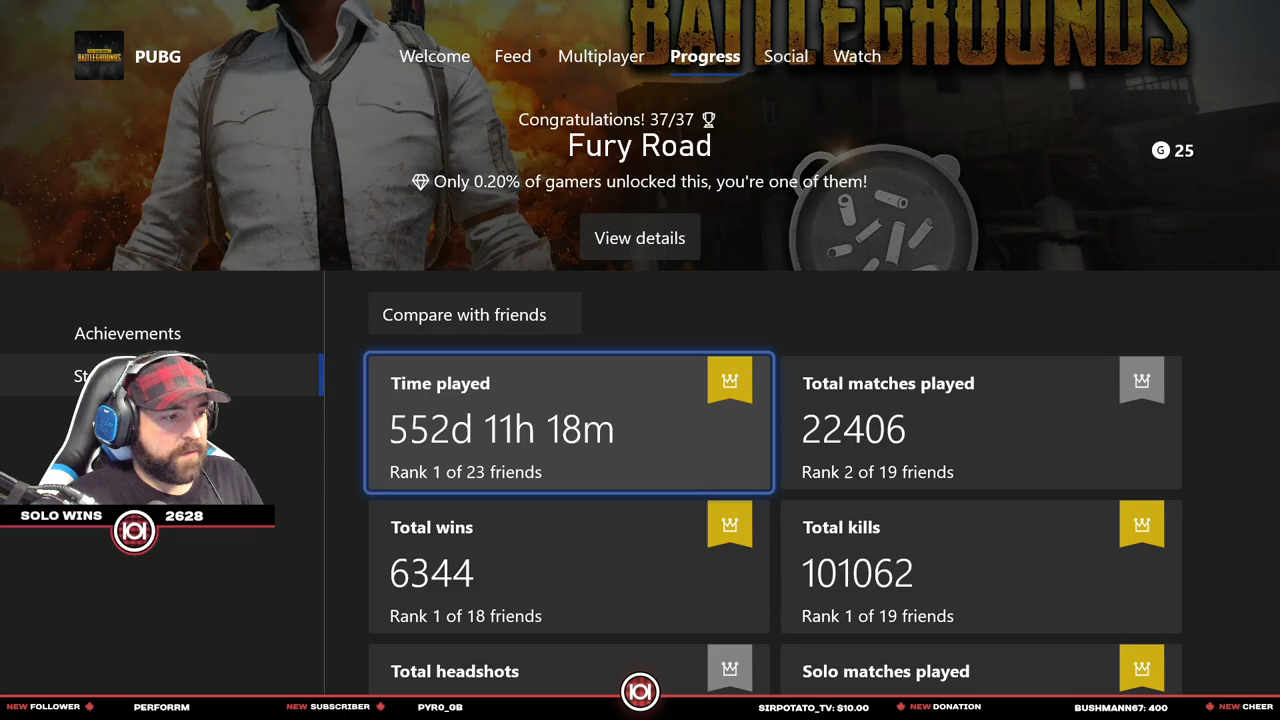 BATTLEGROUNDS
BATTLEGROUNDS
PUBG
Welcome
Feed
Multiplayer
Progress
Social
Watch
Congratulations! 37/37
Fury Road
G 25
Only 0.20% of gamers unlocked this, you're one of them!
View details
Achievements
St
Compare with friends
Time played
552d 11h 18m
Rank 1 of 23 friends
Total matches played
22406
Rank 2 of 19 friends
Total wins
6344
Rank 1 of 18 friends
Total kills
101062
Rank 1 of 19 friends
Total headshots
Solo matches played
SOLO WINS 2628
NEW FOLLOWER
PERFORRM
NEW SUBSCRIBER
PYR0_0B
SIRPOTATO_TV: $10.00
NEW DONATION
BUSHMANN67: 400
NEW CHEER